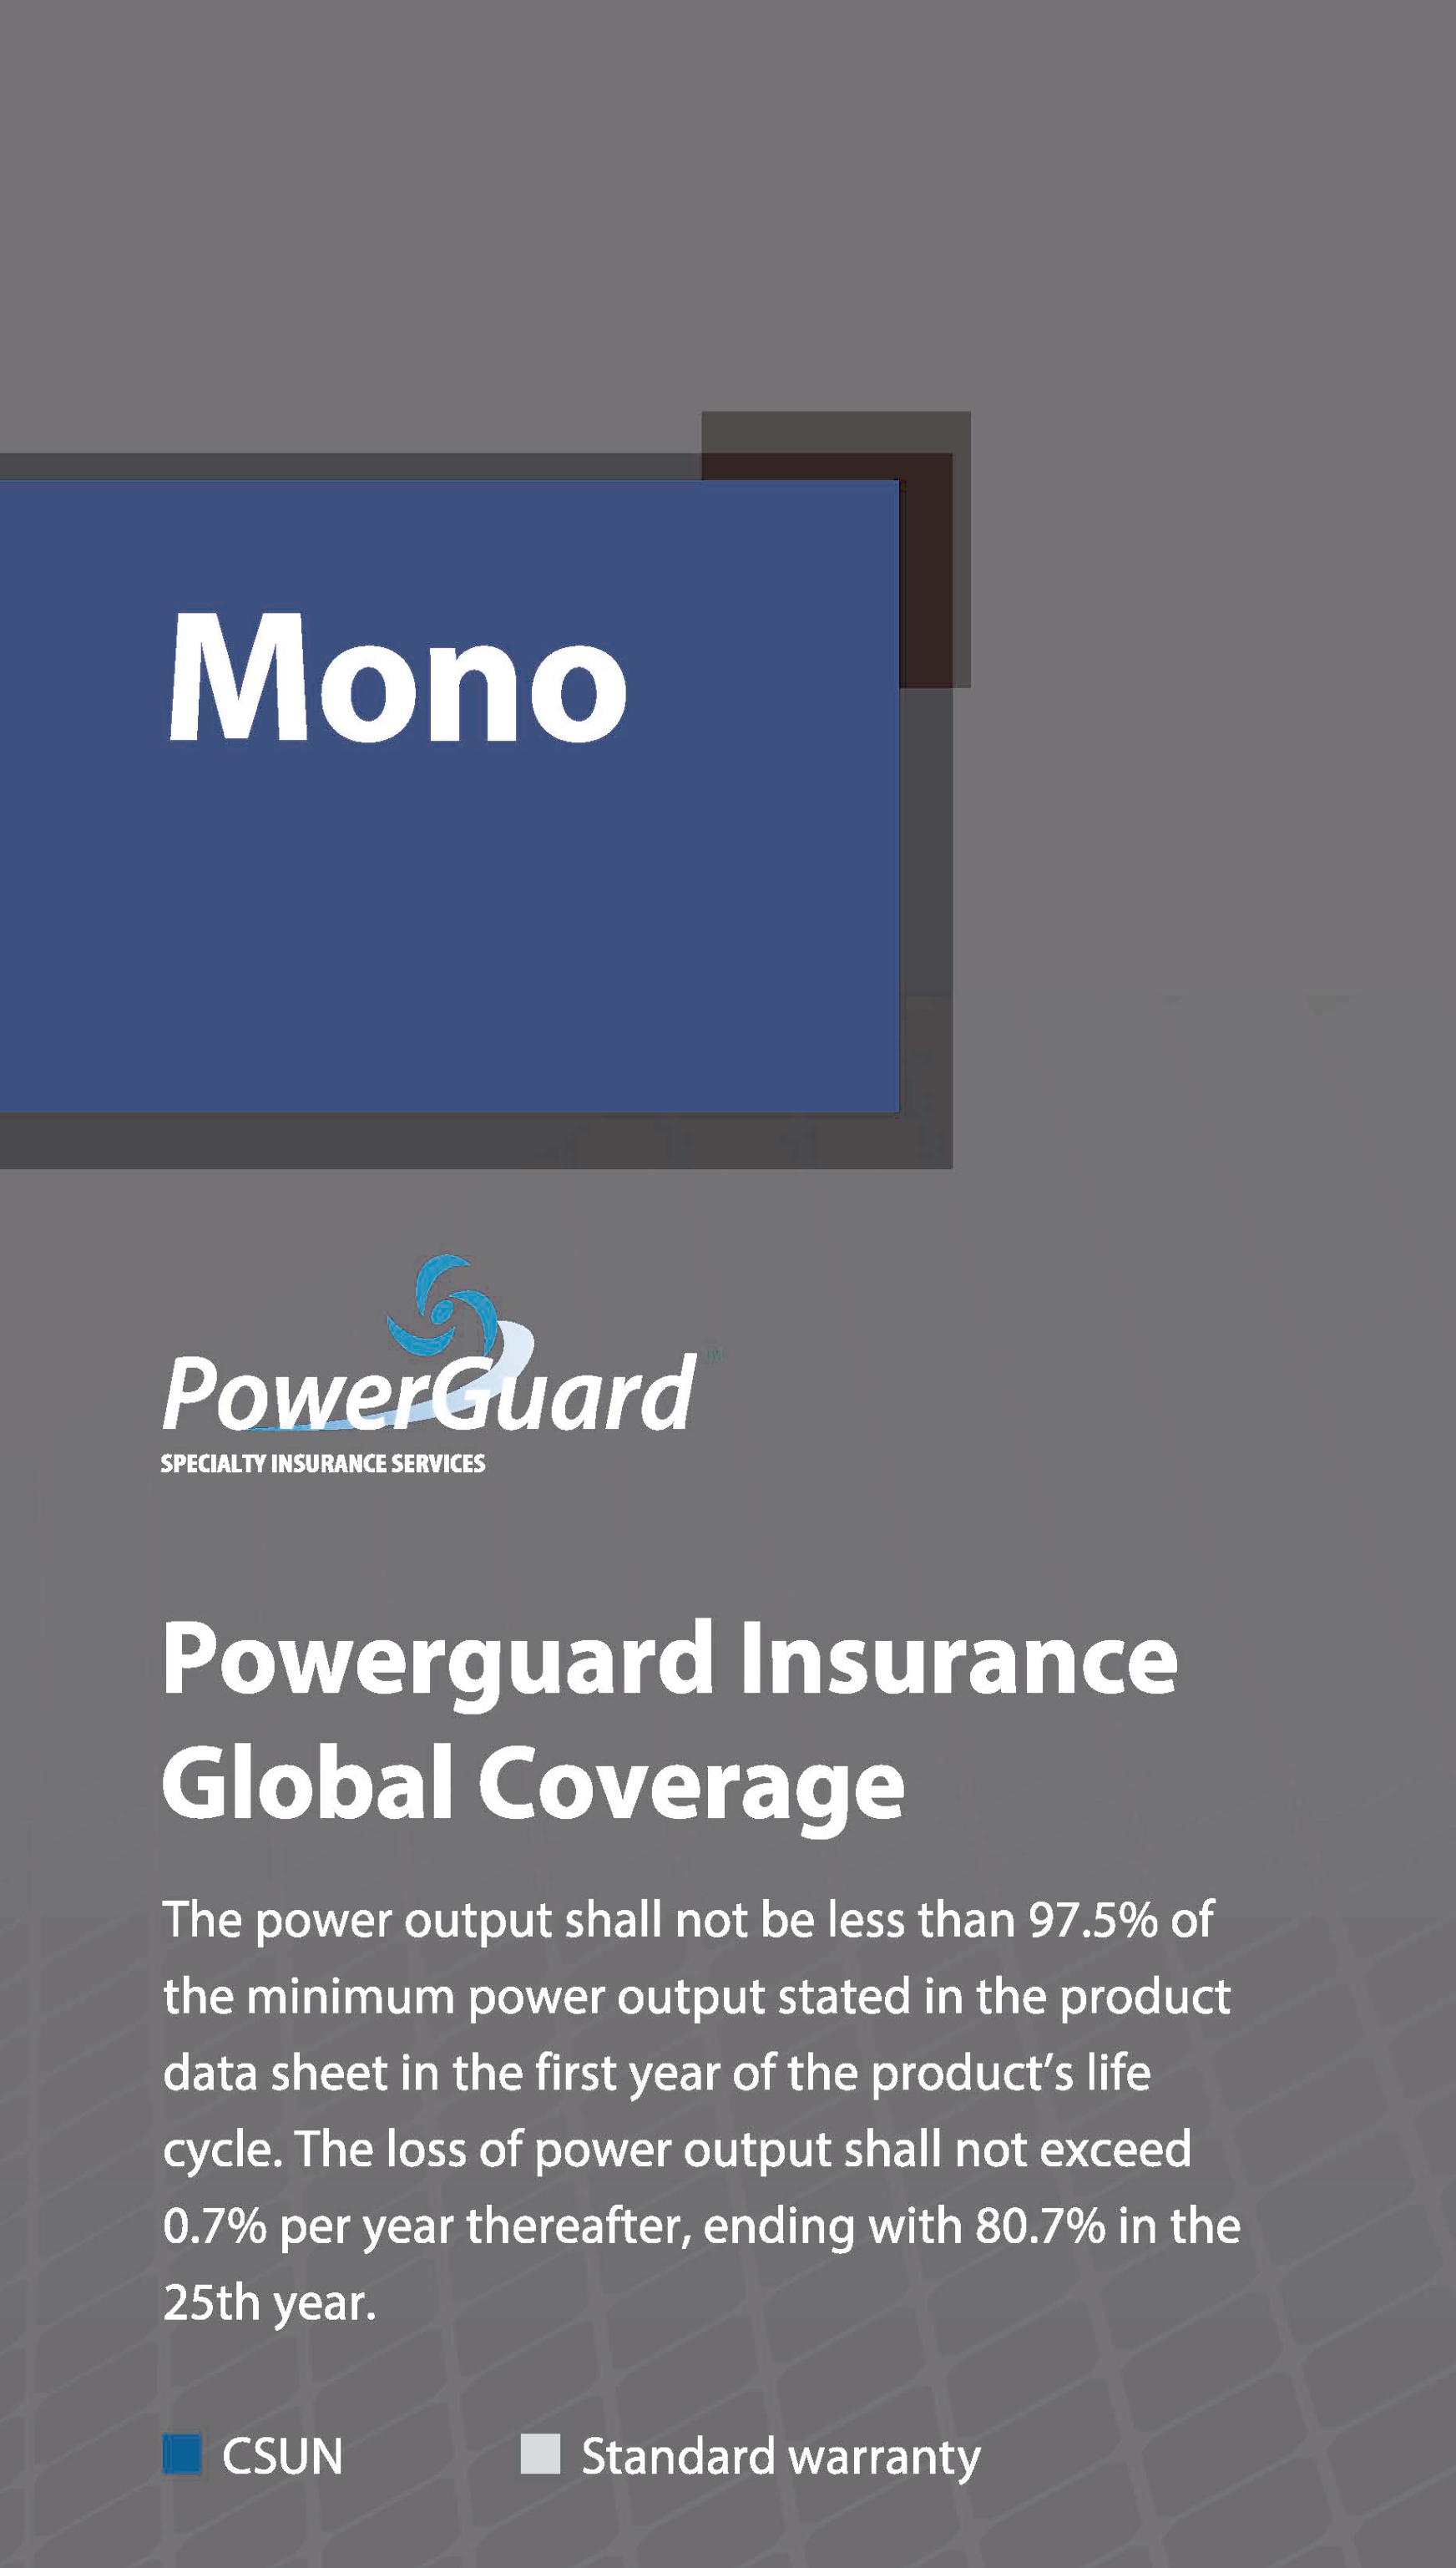 Mono
PowerGuard™
SPECIALTY INSURANCE SERVICES
Powerguard Insurance
Global Coverage
The power output shall not be less than 97.5% of
the minimum power output stated in the product
data sheet in the first year of the product’s life
cycle. The loss of power output shall not exceed
0.7% per year thereafter, ending with 80.7% in the
25th year.
CSUN
Standard warranty